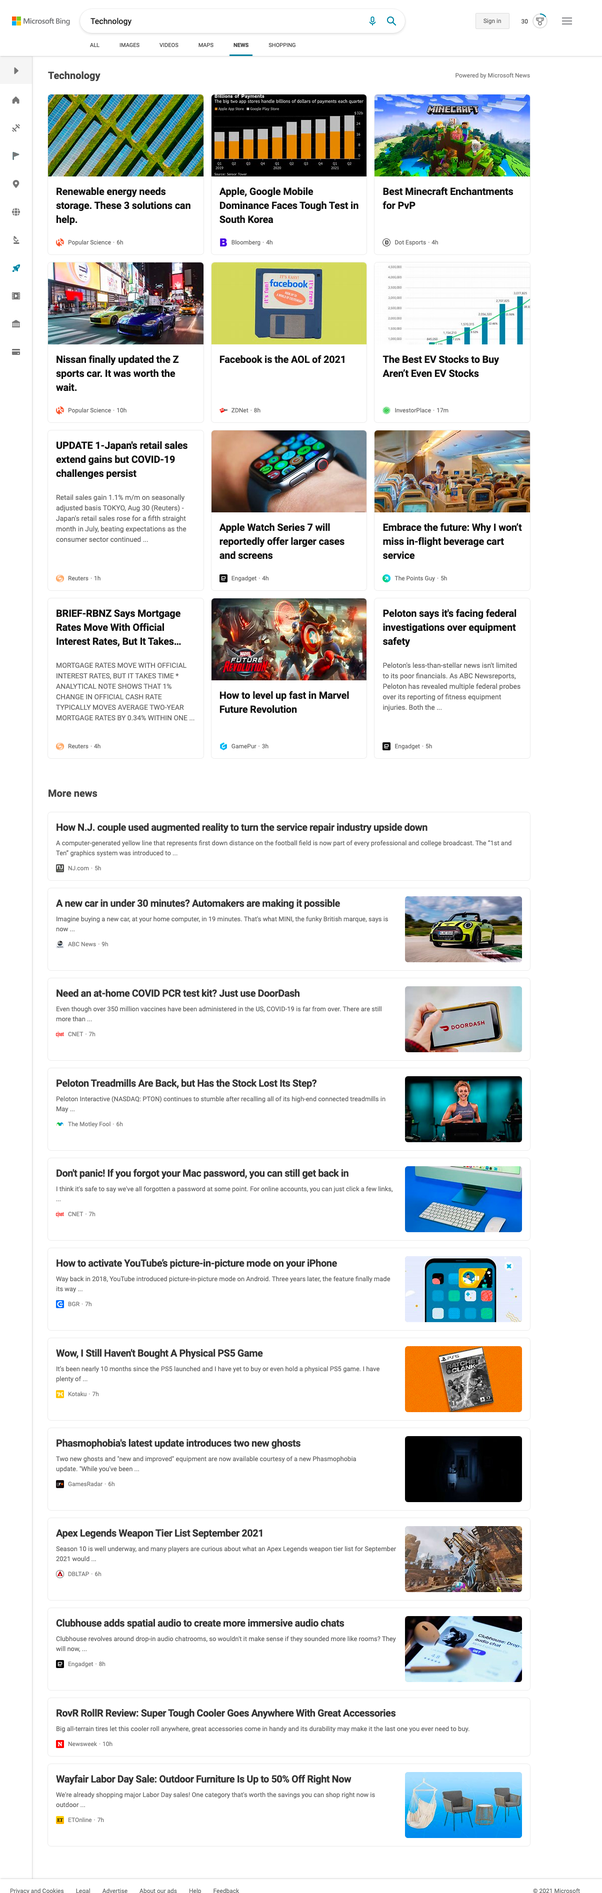 Microsoft Bing
Technology
Sign in
30
ALL
IMAGES
VIDEOS
MAPS
NEWS
SHOPPING
Technology
Powered by Microsoft News
Billions of Payments
The big two app stores handle billions of dollars of payments each quarter
Apple App Store Google Play Store
MINECRAFT
Renewable energy needs
storage. These 3 solutions can
help.
Popular Science · 6h
Apple, Google Mobile
Dominance Faces Tough Test in
South Korea
Bloomberg · 4h
Best Minecraft Enchantments
for PvP
Dot Esports · 4h
facebook
Nissan finally updated the Z
sports car. It was worth the
wait.
Popular Science · 10h
Facebook is the AOL of 2021
ZDNet · 8h
The Best EV Stocks to Buy
Aren't Even EV Stocks
InvestorPlace · 17m
UPDATE 1-Japan's retail sales
extend gains but COVID-19
challenges persist
Retail sales gain 1.1% m/m on seasonally
adjusted basis TOKYO, Aug 30 (Reuters) -
Japan's retail sales rose for a fifth straight
month in July, beating expectations as the
consumer sector continued ...
Reuters · 1h
Apple Watch Series 7 will
reportedly offer larger cases
and screens
Engadget · 4h
Embrace the future: Why I won't
miss in-flight beverage cart
service
The Points Guy · 5h
BRIEF-RBNZ Says Mortgage
Rates Move With Official
Interest Rates, But It Takes...
MORTGAGE RATES MOVE WITH OFFICIAL
INTEREST RATES, BUT IT TAKES TIME *
ANALYTICAL NOTE SHOWS THAT 1%
CHANGE IN OFFICIAL CASH RATE
TYPICALLY MOVES AVERAGE TWO-YEAR
MORTGAGE RATES BY 0.34% WITHIN ONE ...
Reuters · 4h
MARVEL
FUTURE
REVOLUTION
How to level up fast in Marvel
Future Revolution
GamePur · 3h
Peloton says it's facing federal
investigations over equipment
safety
Peloton's less-than-stellar news isn't limited
to its poor financials. As ABC Newsreports,
Peloton has revealed multiple federal probes
over its reporting of fitness equipment
injuries. Both the ...
Engadget · 5h
More news
How N.J. couple used augmented reality to turn the service repair industry upside down
A computer-generated yellow line that represents first down distance on the football field is now part of every professional and college broadcast. The "1st and
Ten" graphics system was introduced to ...
NJ.com · 5h
A new car in under 30 minutes? Automakers are making it possible
Imagine buying a new car, at your home computer, in 19 minutes. That's what MINI, the funky British marque, says is
now ...
ABC News · 9h
Need an at-home COVID PCR test kit? Just use DoorDash
Even though over 350 million vaccines have been administered in the US, COVID-19 is far from over. There are still
more than ...
CNET · 7h
DOORDASH
Peloton Treadmills Are Back, but Has the Stock Lost Its Step?
Peloton Interactive (NASDAQ: PTON) continues to stumble after recalling all of its high-end connected treadmills in
May ...
The Motley Fool · 6h
Don't panic! If you forgot your Mac password, you can still get back in
I think it's safe to say we've all forgotten a password at some point. For online accounts, you can just click a few links,
...
CNET · 7h
How to activate YouTube's picture-in-picture mode on your iPhone
Way back in 2018, YouTube introduced picture-in-picture mode on Android. Three years later, the feature finally made
its way ...
BGR · 7h
Wow, I Still Haven't Bought A Physical PS5 Game
It's been nearly 10 months since the PS5 launched and I have yet to buy or even hold a physical PS5 game. I have
plenty of ...
Kotaku · 7h
PS5
RATCHET
CLANK
Phasmophobia's latest update introduces two new ghosts
Two new ghosts and "new and improved" equipment are now available courtesy of a new Phasmophobia
update. "While you've been ...
GamesRadar · 6h
Apex Legends Weapon Tier List September 2021
Season 10 is well underway, and many players are curious about what an Apex Legends weapon tier list for September
2021 would ...
DBLTAP · 6h
Clubhouse adds spatial audio to create more immersive audio chats
Clubhouse revolves around drop-in audio chatrooms, so wouldn't it make sense if they sounded more like rooms? They
will now, ...
Engadget · 8h
Clubhouse: Drop-
audio chat
RovR RollR Review: Super Tough Cooler Goes Anywhere With Great Accessories
Big all-terrain tires let this cooler roll anywhere, great accessories come in handy and its durability may make it the last one you ever need to buy.
Newsweek · 10h
Wayfair Labor Day Sale: Outdoor Furniture Is Up to 50% Off Right Now
We're already shopping major Labor Day sales! One category that's worth the savings you can shop right now is
outdoor ...
ETOnline · 7h
Privacy and Cookies
Legal
Advertise
About our ads
Help
Feedback
© 2021 Microsoft